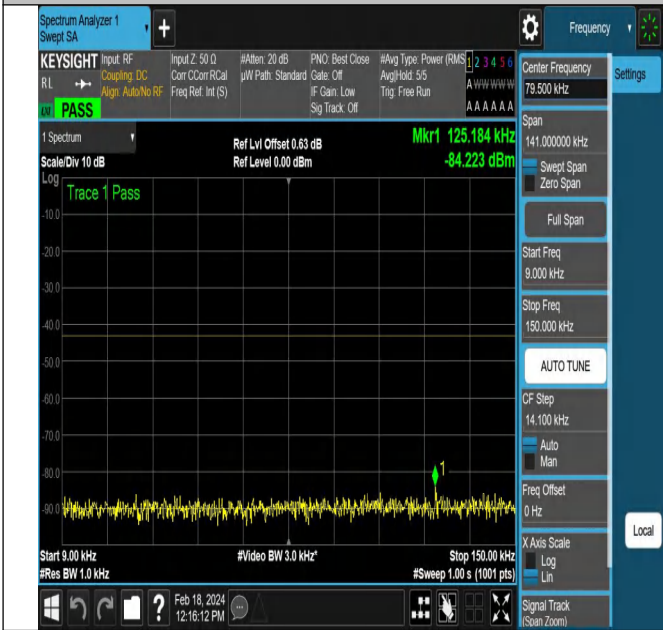 Spectrum Analyzer 1
Swept SA
+
Frequency
KEYSIGHT
RL
PASS
Input: RF
Coupling: DC
Align: Auto/No RF
Input Z: 50 Ω
Corr CCorr RCal
Freq Ref: Int (S)
#Atten: 20 dB
µW Path: Standard
PNO: Best Close
Gate: Off
IF Gain: Low
Sig Track: Off
#Avg Type: Power (RMS
Avg|Hold: 5/5
Trig: Free Run
1 2 3 4 5 6
A W W W W W
A A A A A A
Center Frequency
79.500 kHz
Settings
Span
141.000000 kHz
Swept Span
Zero Span
Full Span
Start Freq
9.000 kHz
Stop Freq
150.000 kHz
AUTO TUNE
CF Step
14.100 kHz
Auto
Man
Freq Offset
0 Hz
X Axis Scale
Log
Lin
Signal Track
(Span Zoom)
Local
1 Spectrum
Scale/Div 10 dB
Log
Ref Lvl Offset 0.63 dB
Ref Level 0.00 dBm
Mkr1 125.184 kHz
-84.223 dBm
Trace 1 Pass
-10.0
-20.0
-30.0
-40.0
-50.0
-60.0
-70.0
-80.0
-90.0
1
Start 9.00 kHz
#Res BW 1.0 kHz
#Video BW 3.0 kHz*
Stop 150.00 kHz
#Sweep 1.00 s (1001 pts)
?
Feb 18, 2024
12:16:12 PM